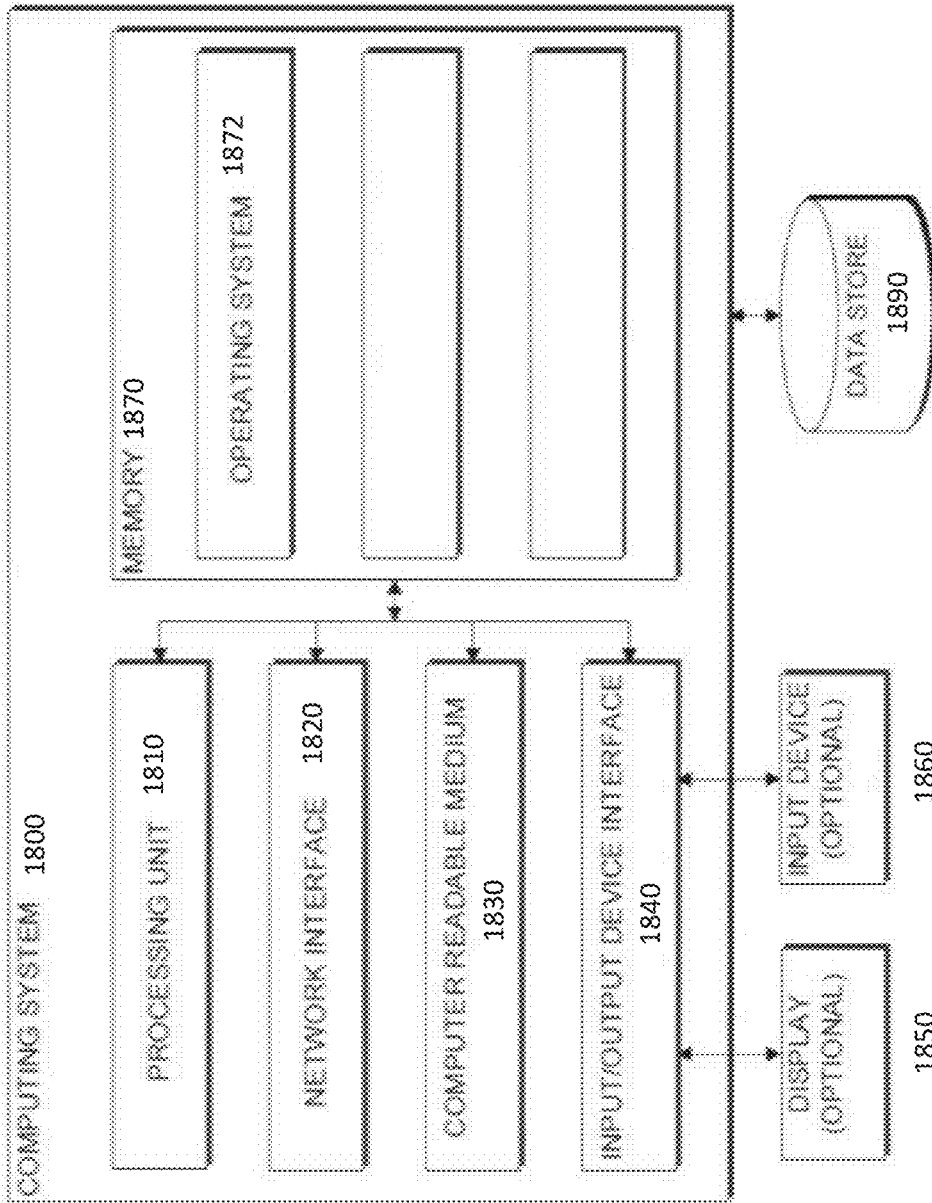 COMPUTING SYSTEM 1800
PROCESSING UNIT
1810
NETWORK INTERFACE
1820
COMPUTER READABLE MEDIUM
1830
INPUT/OUTPUT DEVICE INTERFACE
1840
MEMORY 1870
OPERATING SYSTEM 1872
DISPLAY
(OPTIONAL)
1850
INPUT DEVICE
(OPTIONAL)
1860
DATA STORE
1890